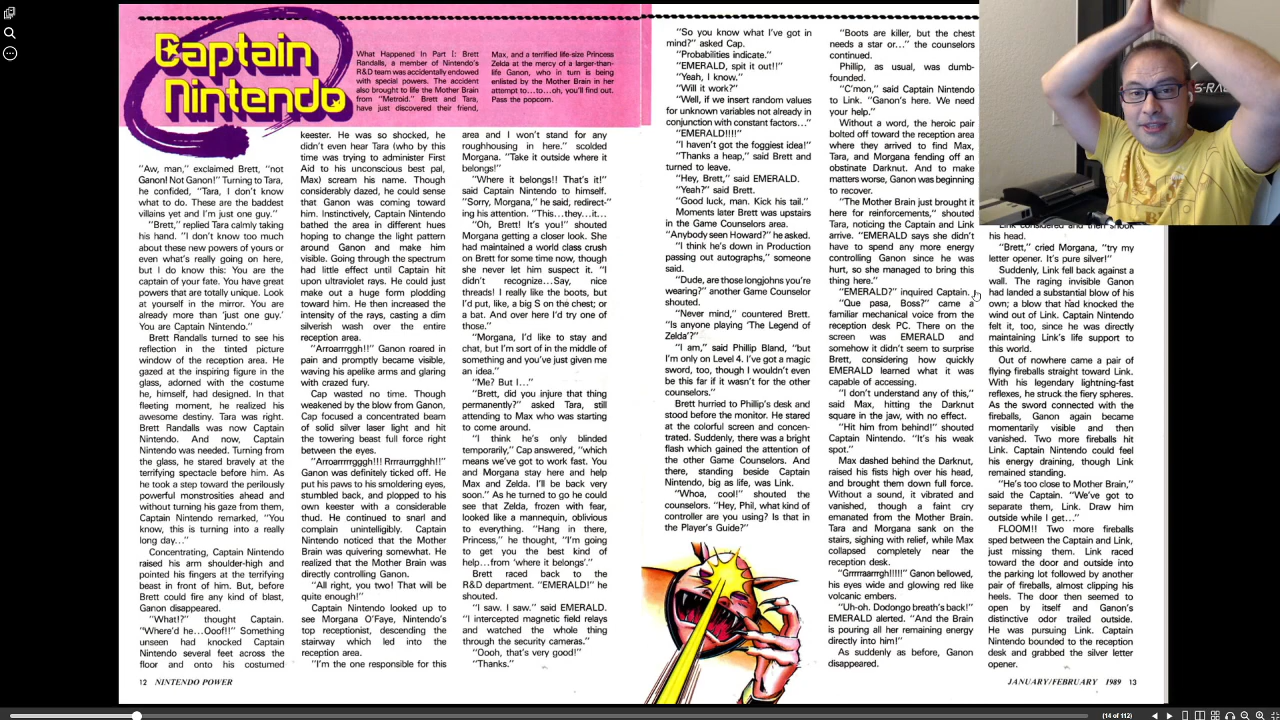 Captain
Nintendo
What Happened In Part I: Brett
Randalls, a member of Nintendo's
R&D team was accidentally endowed
with special powers. The accident
also brought to life the Mother Brain
from "Metroid." Brett and Tara,
have just discovered their friend,
Max, and a terrified life-size Princess
Zelda at the mercy of a larger-than-
life Ganon, who in turn is being
enlisted by the Mother Brain in her
attempt to...to...oh, you'll find out.
Pass the popcorn.
"Aw, man," exclaimed Brett, "not
Ganon! Not Ganon!" Turning to Tara,
he confided, "Tara, I don't know
what to do. These are the baddest
villains yet and I'm just one guy."
"Brett," replied Tara calmly taking
his hand. "I don't know too much
about these new powers of yours or
even what's really going on here,
but I do know this: You are the
captain of your fate. You have great
powers that are totally unique. Look
at yourself in the mirror. You are
already more than 'just one guy.'
You are Captain Nintendo."
Brett Randalls turned to see his
reflection in the tinted picture
window of the reception area. He
gazed at the inspiring figure in the
glass, adorned with the costume
he, himself, had designed. In that
fleeting moment, he realized his
awesome destiny. Tara was right.
Brett Randalls was now Captain
Nintendo. And now, Captain
Nintendo was needed. Turning from
the glass, he stared bravely at the
terrifying spectacle before him. As
he took a step toward the perilously
powerful monstrosities ahead and
without turning his gaze from them,
Captain Nintendo remarked, "You
know, this is turning into a really
long day..."
Concentrating, Captain Nintendo
raised his arm shoulder-high and
pointed his fingers at the terrifying
beast in front of him. But, before
Brett could fire any kind of blast,
Ganon disappeared.
"What!?" thought Captain.
"Where'd he...Ooof!!" Something
unseen had knocked Captain
Nintendo several feet across the
floor and onto his costumed
keester. He was so shocked, he
didn't even hear Tara (who by this
time was trying to administer First
Aid to his unconscious best pal,
Max) scream his name. Though
considerably dazed, he could sense
that Ganon was coming toward
him. Instinctively, Captain Nintendo
bathed the area in different hues
hoping to change the light pattern
around Ganon and make him
visible. Going through the spectrum
had little effect until Captain hit
upon ultraviolet rays. He could just
make out a huge form plodding
toward him. He then increased the
intensity of the rays, casting a dim
silverish wash over the entire
reception area.
"Arroarrrggh!!" Ganon roared in
pain and promptly became visible,
waving his apelike arms and glaring
with crazed fury.
Cap wasted no time. Though
weakened by the blow from Ganon,
Cap focused a concentrated beam
of solid silver laser light and hit
the towering beast full force right
between the eyes.
"Arroarrrrgggh!!! Rrrraurrgghh!!"
Ganon was definitely ticked off. He
put his paws to his smoldering eyes,
stumbled back, and plopped to his
own keester with a considerable
thud. He continued to snarl and
complain unintelligibly. Captain
Nintendo noticed that the Mother
Brain was quivering somewhat. He
realized that the Mother Brain was
directly controlling Ganon.
"All right, you two! That will be
quite enough!"
Captain Nintendo looked up to
see Morgana O'Faye, Nintendo's
top receptionist, descending the
stairway which led into the
reception area.
"I'm the one responsible for this
area and I won't stand for any
roughhousing in here." scolded
Morgana. "Take it outside where it
belongs!"
"Where it belongs!! That's it!"
said Captain Nintendo to himself.
"Sorry, Morgana," he said, redirect-
ing his attention. "This...they...it...
"Oh, Brett! It's you!" shouted
Morgana getting a closer look. She
had maintained a world class crush
on Brett for some time now, though
she never let him suspect it. "I
didn't recognize...Say, nice
threads! I really like the boots, but
I'd put, like, a big S on the chest; or
a bat. And over here I'd try one of
those."
"Morgana, I'd like to stay and
chat, but I'm sort of in the middle of
something and you've just given me
an idea."
"Me? But I..."
"Brett, did you injure that thing
permanently?" asked Tara, still
attending to Max who was starting
to come around.
"I think he's only blinded
temporarily," Cap answered, "which
means we've got to work fast. You
and Morgana stay here and help
Max and Zelda. I'll be back very
soon." As he turned to go he could
see that Zelda, frozen with fear,
looked like a mannequin, oblivious
to everything. "Hang in there,
Princess," he thought, "I'm going
to get you the best kind of
help...from 'where it belongs'."
Brett raced back to the
R&D department. "EMERALD!" he
shouted.
"I saw. I saw." said EMERALD.
"I intercepted magnetic field relays
and watched the whole thing
through the security cameras."
"Oooh, that's very good!"
"Thanks."
12 NINTENDO POWER
"So you know what I've got in
mind?" asked Cap.
"Probabilities indicate."
"EMERALD, spit it out!!"
"Yeah, I know."
"Will it work?"
"Well, if we insert random values
for unknown variables not already in
conjunction with constant factors..."
"EMERALD!!!!"
"I haven't got the foggiest idea!"
"Thanks a heap," said Brett and
turned to leave.
"Hey, Brett," said EMERALD.
"Yeah?" said Brett.
"Good luck, man. Kick his tail."
Moments later Brett was upstairs
in the Game Counselors area.
"Anybody seen Howard?" he asked.
"I think he's down in Production
passing out autographs," someone
said.
"Dude, are those longjohns you're
wearing?" another Game Counselor
shouted.
"Never mind," countered Brett.
"Is anyone playing 'The Legend of
Zelda'?"
"I am," said Phillip Bland, "but
I'm only on Level 4. I've got a magic
sword, too, though I wouldn't even
be this far if it wasn't for the other
counselors."
Brett hurried to Phillip's desk and
stood before the monitor. He stared
at the colorful screen and concen-
trated. Suddenly, there was a bright
flash which gained the attention of
the other Game Counselors. And
there, standing beside Captain
Nintendo, big as life, was Link.
"Whoa, cool!" shouted the
counselors. "Hey, Phil, what kind of
controller are you using? Is that in
the Player's Guide?"
"Boots are killer, but the chest
needs a star or..." the counselors
continued.
Phillip, as usual, was dumb-
founded.
"C'mon," said Captain Nintendo
to Link. "Ganon's here. We need
your help."
Without a word, the heroic pair
bolted off toward the reception area
where they arrived to find Max,
Tara, and Morgana fending off an
obstinate Darknut. And to make
matters worse, Ganon was beginning
to recover.
"The Mother Brain just brought it
here for reinforcements," shouted
Tara, noticing the Captain and Link
arrive. "EMERALD says she didn't
have to spend any more energy
controlling Ganon since he was
hurt, so she managed to bring this
thing here."
"EMERALD?" inquired Captain.
"Que pasa, Boss?" came a
familiar mechanical voice from the
reception desk PC. There on the
screen was EMERALD and
somehow it didn't seem to surprise
Brett, considering how quickly
EMERALD learned what it was
capable of accessing.
"I don't understand any of this,"
said Max, hitting the Darknut
square in the jaw, with no effect.
"Hit him from behind!" shouted
Captain Nintendo. "It's his weak
spot."
Max dashed behind the Darknut,
raised his fists high over his head,
and brought them down full force.
Without a sound, it vibrated and
vanished, though a faint cry
emanated from the Mother Brain.
Tara and Morgana sank on the
stairs, sighing with relief, while Max
collapsed completely near the
reception desk.
"Grrrraarrgh!!!!!" Ganon bellowed,
his eyes wide and glowing red like
volcanic embers.
"Uh-oh. Dodongo breath's back!"
EMERALD alerted. "And the Brain
is pouring all her remaining energy
directly into him!"
As suddenly as before, Ganon
disappeared.
Link considered and then shook
his head.
"Brett," cried Morgana, "try my
letter opener. It's pure silver!"
Suddenly, Link fell back against a
wall. The raging invisible Ganon
had landed a substantial blow of his
own; a blow that had knocked the
wind out of Link. Captain Nintendo
felt it, too, since he was directly
maintaining Link's life support to
this world.
Out of nowhere came a pair of
flying fireballs straight toward Link.
With his legendary lightning-fast
reflexes, he struck the fiery spheres.
As the sword connected with the
fireballs, Ganon again became
momentarily visible and then
vanished. Two more fireballs hit
Link. Captain Nintendo could feel
his energy draining, though Link
remained standing.
"He's too close to Mother Brain,"
said the Captain. "We've got to
separate them, Link. Draw him
outside while I get..."
FLOOM!! Two more fireballs
sped between the Captain and Link,
just missing them. Link raced
toward the door and outside into
the parking lot followed by another
pair of fireballs, almost clipping his
heels. The door then seemed to
open by itself and Ganon's
distinctive odor trailed outside.
He was pursuing Link. Captain
Nintendo bounded to the reception
desk and grabbed the silver letter
opener.
JANUARY/FEBRUARY 1989 13
(14 of 112)